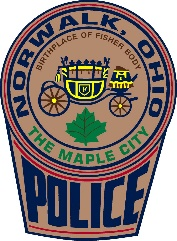 NORWALK, OHIO
BIRTHPLACE OF FISHER BODY
THE MAPLE CITY
POLICE